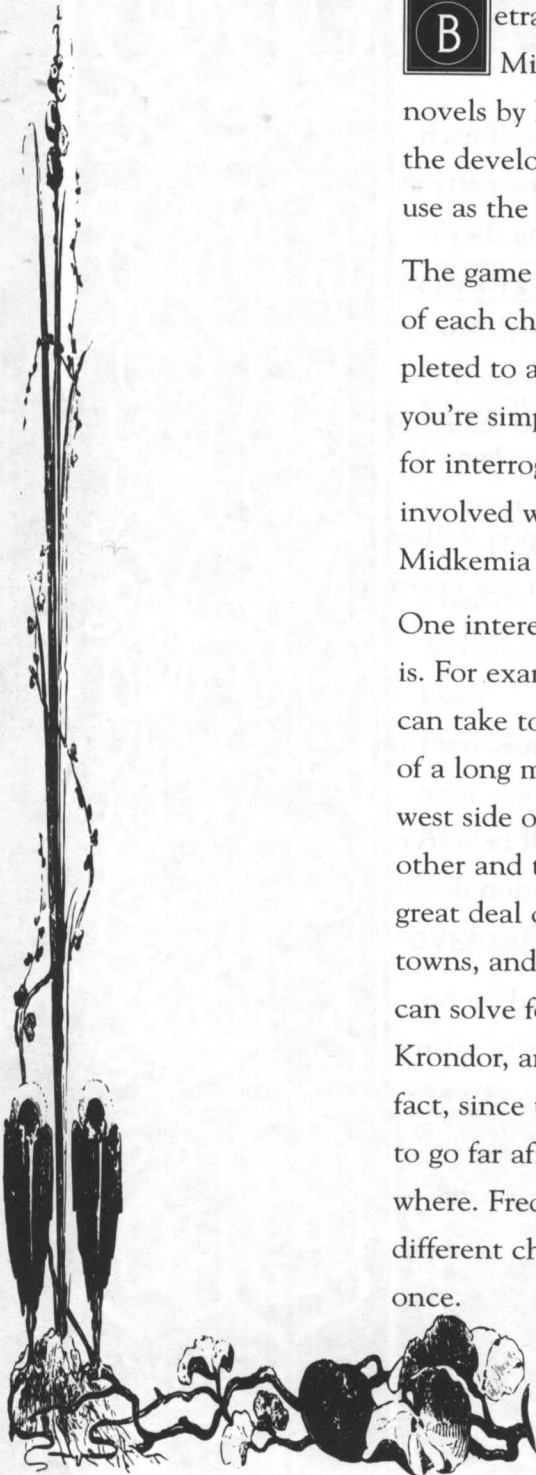 Betra
Mi
novels by
the develo
use as the
The game
of each ch
pleted to a
you're simp
for interrog
involved w
Midkemia
One intere
is. For exar
can take to
of a long m
west side o
other and t
great deal o
towns, and
can solve fo
Krondor, an
fact, since t
to go far af
where. Fred
different ch
once.